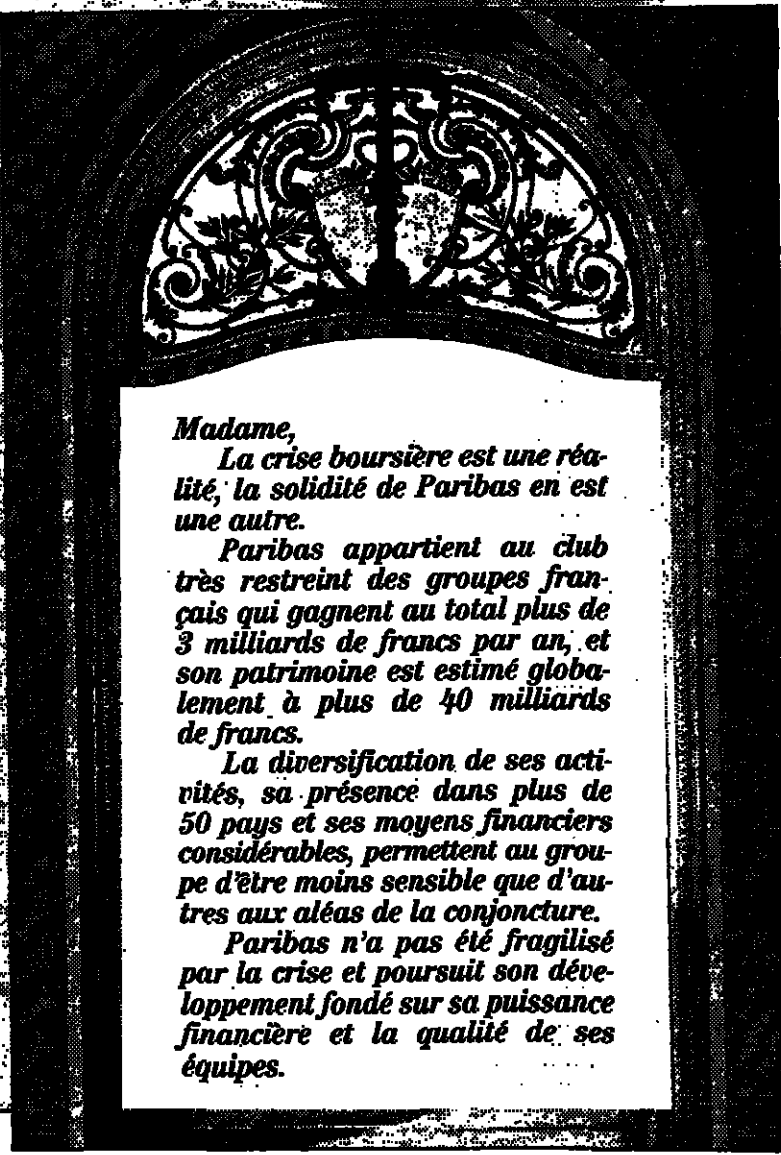 Madame,
La crise boursière est une réa-
lité, la solidité de Paribas en est
une autre.
Paribas appartient au club
très restreint des groupes fran-
çais qui gagnent au total plus de
3 milliards de francs par an, et
son patrimoine est estimé globa-
lement à plus de 40 milliards
de francs.
La diversification de ses acti-
vités, sa présence dans plus de
50 pays et ses moyens financiers
considérables, permettent au grou-
pe d'être moins sensible que d'au-
tres aux aléas de la conjoncture.
Paribas n'a pas été fragilisé
par la crise et poursuit son déve-
loppement fondé sur sa puissance
financière et la qualité de ses
équipes.